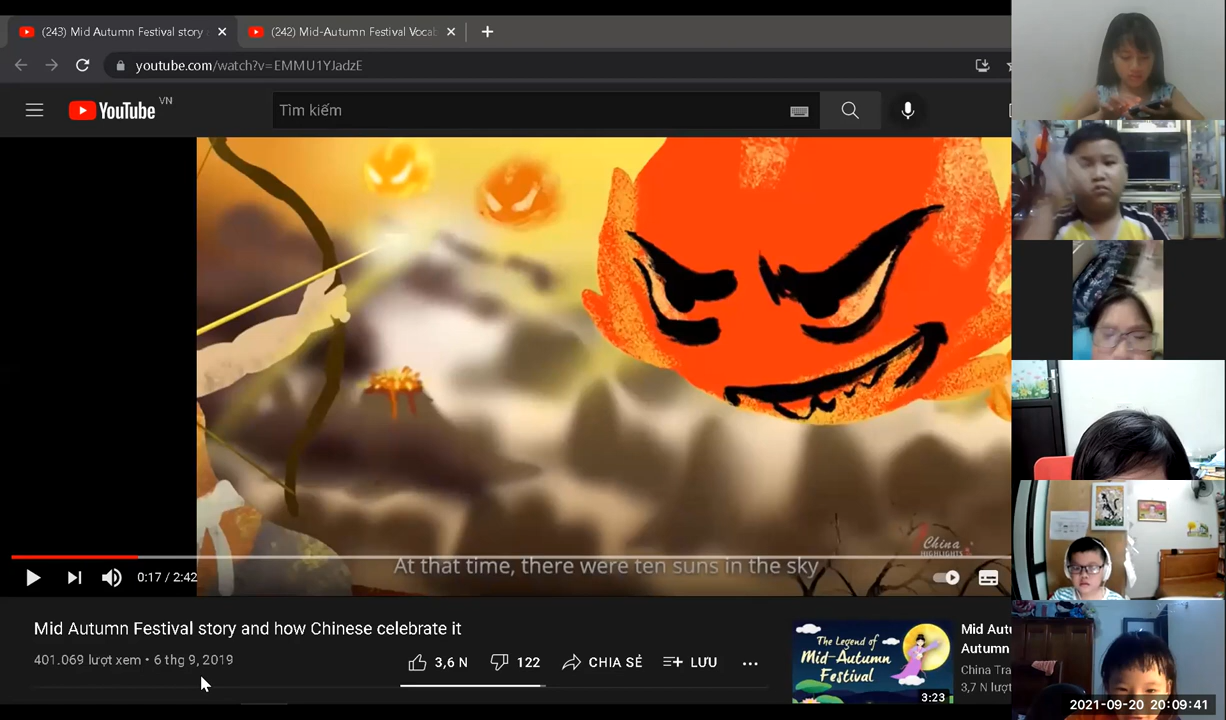 (243) Mid Autumn Festival story
(242) Mid-Autumn Festival Vocab
youtube.com/watch?v=EMMU1YJadzE
YouTube VN
Tìm kiếm
China
HIGHLIGHTS
At that time, there were ten suns in the sky
0:17 / 2:42
Mid Autumn Festival story and how Chinese celebrate it
401.069 lượt xem • 6 thg 9, 2019
3,6 N
122
CHIA SẺ
LƯU
The Legend of
Mid-Autumn
Festival
3:23
Mid Autu
Autumn
China Tra
3,7 N lượt
2021-09-20 20:09:41